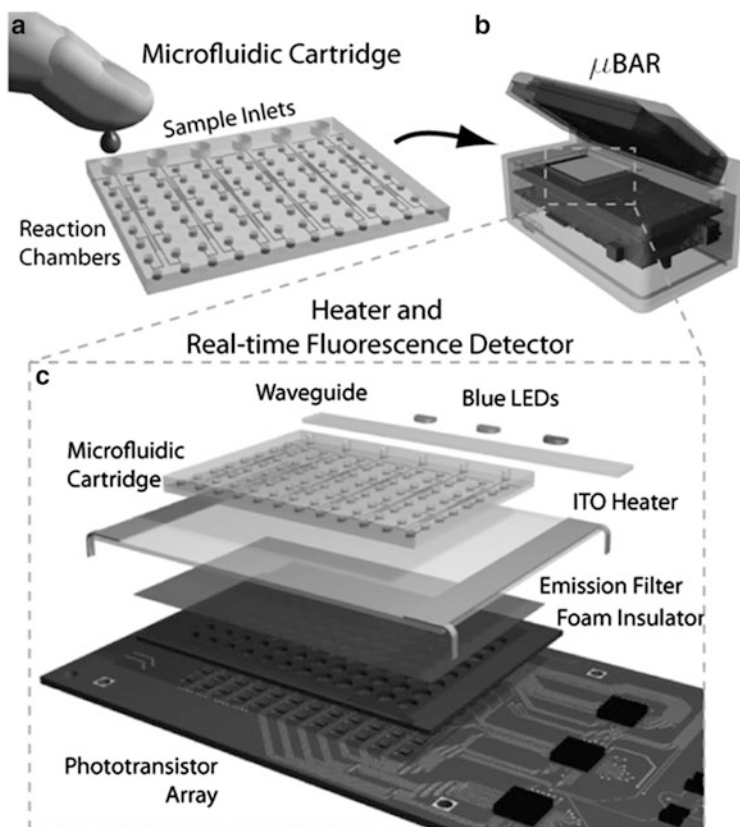 a
Microfluidic Cartridge
Sample Inlets
Reaction
Chambers
b
μBAR
Heater and
Real-time Fluorescence Detector
c
Waveguide
Blue LEDs
Microfluidic
Cartridge
ITO Heater
Emission Filter
Foam Insulator
Phototransistor
Array